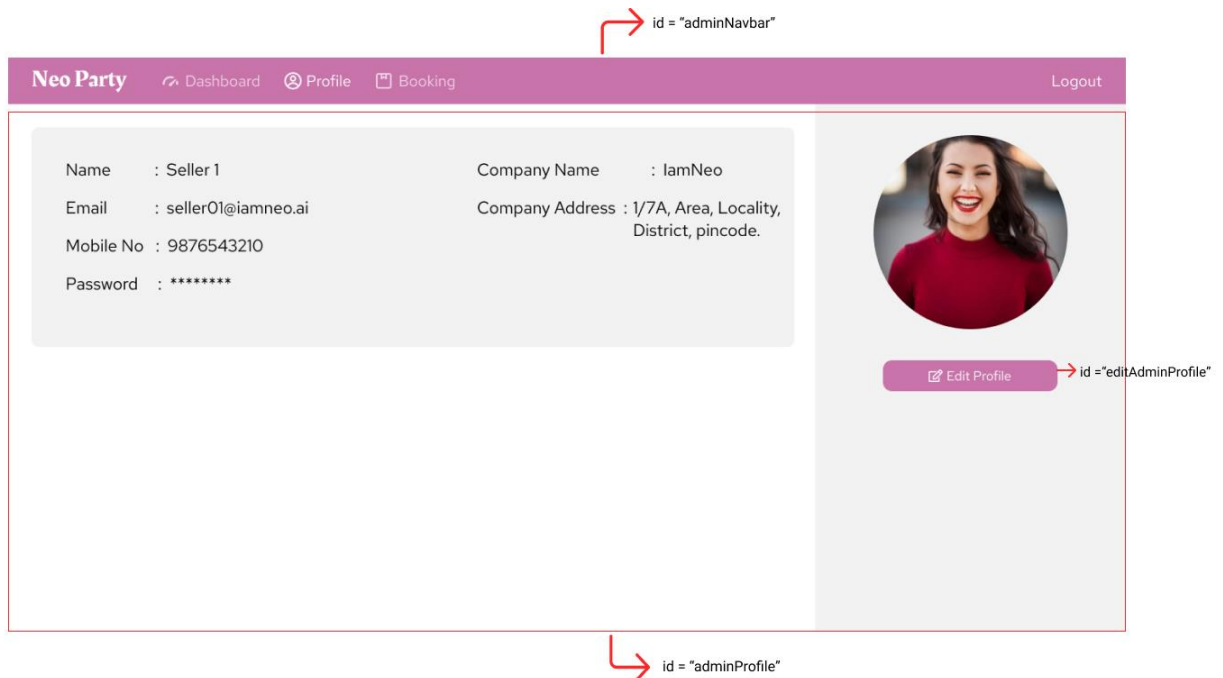 id = “adminNavbar”
Neo Party Dashboard Profile Booking Logout
Name : Seller 1
Email : seller01@iamneo.ai
Mobile No : 9876543210
Password : ********
Company Name : IamNeo
Company Address : 1/7A, Area, Locality,
District, pincode.
Edit Profile
id =“editAdminProfile”
id = “adminProfile”